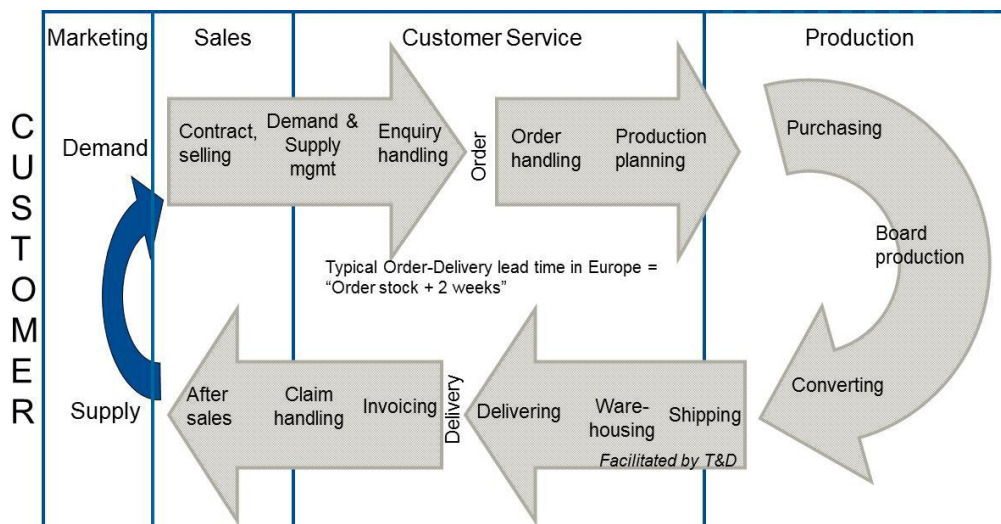 Marketing
Sales
Customer Service
Production
CUSTOMER
Demand
Contract,
selling
Demand &
Supply
mgmt
Enquiry
handling
Order
Order
handling
Production
planning
Purchasing
Board
production
Converting
Typical Order-Delivery lead time in Europe =
“Order stock + 2 weeks”
Supply
After
sales
Claim
handling
Invoicing
Delivery
Delivering
Ware-
housing
Shipping
Facilitated by T&D